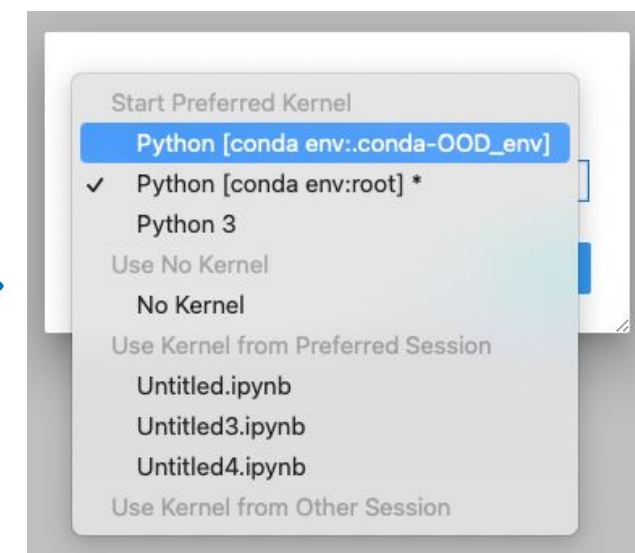 Start Preferred Kernel
Python [conda env:.conda-OOD_env]
✓ Python [conda env:root] *
Python 3
Use No Kernel
No Kernel
Use Kernel from Preferred Session
Untitled.ipynb
Untitled3.ipynb
Untitled4.ipynb
Use Kernel from Other Session